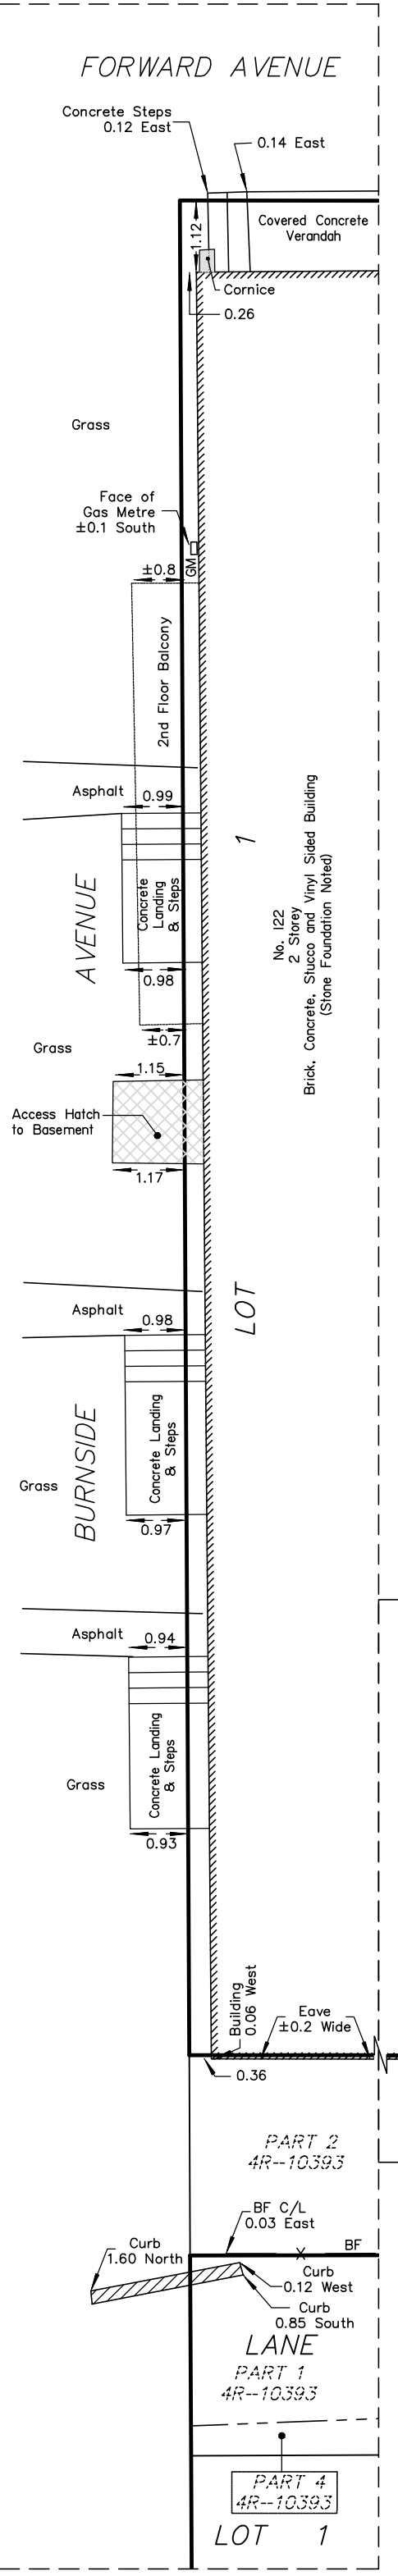 FORWARD AVENUE
Concrete Steps
0.12 East
0.14 East
1.12
Covered Concrete
Verandah
Cornice
0.26
Grass
Face of
Gas Metre
±0.1 South
GM
±0.8
2nd Floor Balcony
Asphalt
0.99
1
Concrete
Landing
& Steps
AVENUE
No. 122
2 Storey
Brick, Concrete, Stucco and Vinyl Sided Building
(Stone Foundation Noted)
0.98
±0.7
Grass
1.15
Access Hatch
to Basement
1.17
LOT
Asphalt
0.98
Concrete Landing
& Steps
BURNSIDE
Grass
0.97
Asphalt
0.94
Concrete Landing
& Steps
Grass
0.93
Building
0.06 West
Eave
±0.2 Wide
0.36
PART 2
4R-10393
BF C/L
0.03 East
BF
X
Curb
1.60 North
Curb
0.12 West
Curb
0.85 South
LANE
PART 1
4R-10393
PART 4
4R-10393
LOT 1